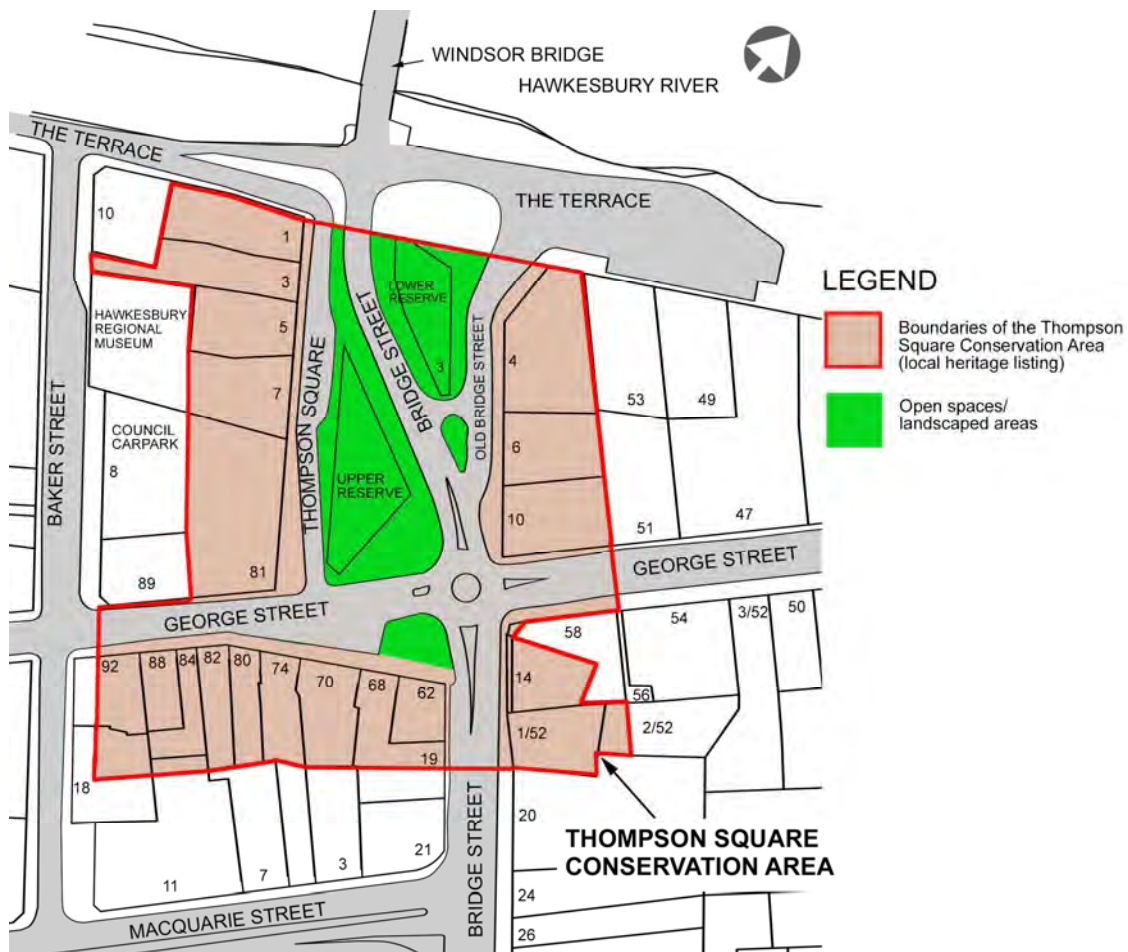 WINDSOR BRIDGE
HAWKESBURY RIVER
THE TERRACE
THE TERRACE
10
1
3
5
7
HAWKESBURY
REGIONAL
MUSEUM
COUNCIL
CARPARK
8
89
81
BAKER STREET
THOMPSON SQUARE
BRIDGE STREET
OLD BRIDGE STREET
LOWER
RESERVE
3
UPPER
RESERVE
4
6
10
53
49
51
47
LEGEND
Boundaries of the Thompson
Square Conservation Area
(local heritage listing)
Open spaces/
landscaped areas
GEORGE STREET
GEORGE STREET
92
88
84
82
80
74
70
68
62
19
18
14
58
54
3/52
50
56
1/52
2/52
11
7
3
21
20
24
26
BRIDGE STREET
MACQUARIE STREET
THOMPSON SQUARE
CONSERVATION AREA